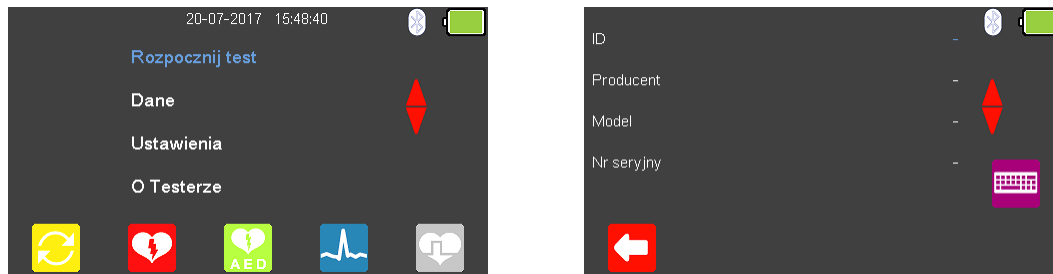 20-07-2017 15:48:40
Rozpocznij test
Dane
Ustawienia
O Testerze
AED
ID -
Producent -
Model -
Nr seryjny -